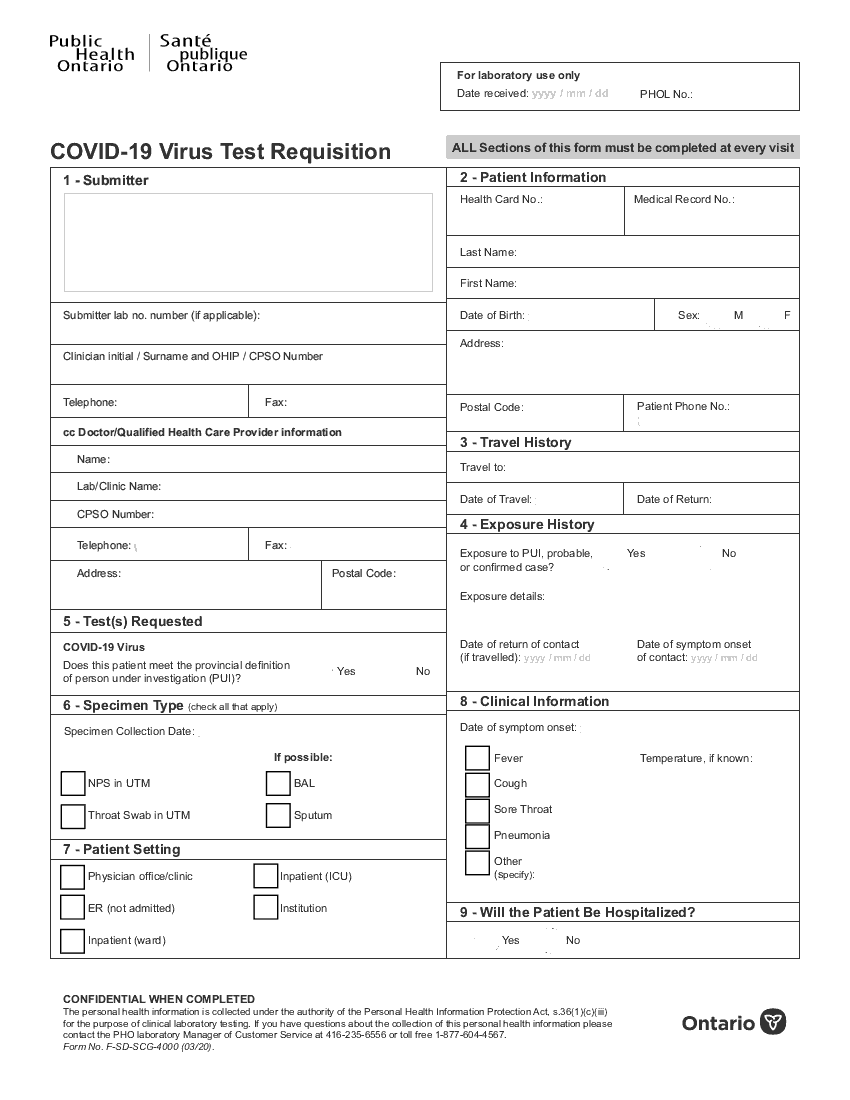 Public
Health
Ontario
Santé
publique
Ontario
For laboratory use only
Date received: yyyy / mm / dd
PHOL No.:
COVID-19 Virus Test Requisition
ALL Sections of this form must be completed at every visit
1 - Submitter
Submitter lab no. number (if applicable):
Clinician initial / Surname and OHIP / CPSO Number
Telephone:
Fax:
cc Doctor/Qualified Health Care Provider information
Name:
Lab/Clinic Name:
CPSO Number:
Telephone:
Fax:
Address:
Postal Code:
2 - Patient Information
Health Card No.:
Medical Record No.:
Last Name:
First Name:
Date of Birth:
Sex: M F
Address:
Postal Code:
Patient Phone No.:
3 - Travel History
Travel to:
Date of Travel:
Date of Return:
4 - Exposure History
Exposure to PUI, probable,
or confirmed case?
Yes
No
Exposure details:
Date of return of contact
(if travelled): yyyy / mm / dd
Date of symptom onset
of contact: yyyy / mm / dd
5 - Test(s) Requested
COVID-19 Virus
Does this patient meet the provincial definition
of person under investigation (PUI)?
Yes
No
6 - Specimen Type (check all that apply)
Specimen Collection Date:
If possible:
NPS in UTM
BAL
Throat Swab in UTM
Sputum
7 - Patient Setting
Physician office/clinic
Inpatient (ICU)
ER (not admitted)
Institution
Inpatient (ward)
8 - Clinical Information
Date of symptom onset:
Fever
Temperature, if known:
Cough
Sore Throat
Pneumonia
Other
(specify):
9 - Will the Patient Be Hospitalized?
Yes
No
CONFIDENTIAL WHEN COMPLETED
The personal health information is collected under the authority of the Personal Health Information Protection Act, s.36(1)(c)(iii)
for the purpose of clinical laboratory testing. If you have questions about the collection of this personal health information please
contact the PHO laboratory Manager of Customer Service at 416-235-6556 or toll free 1-877-604-4567.
Form No. F-SD-SCG-4000 (03/20).
Ontario